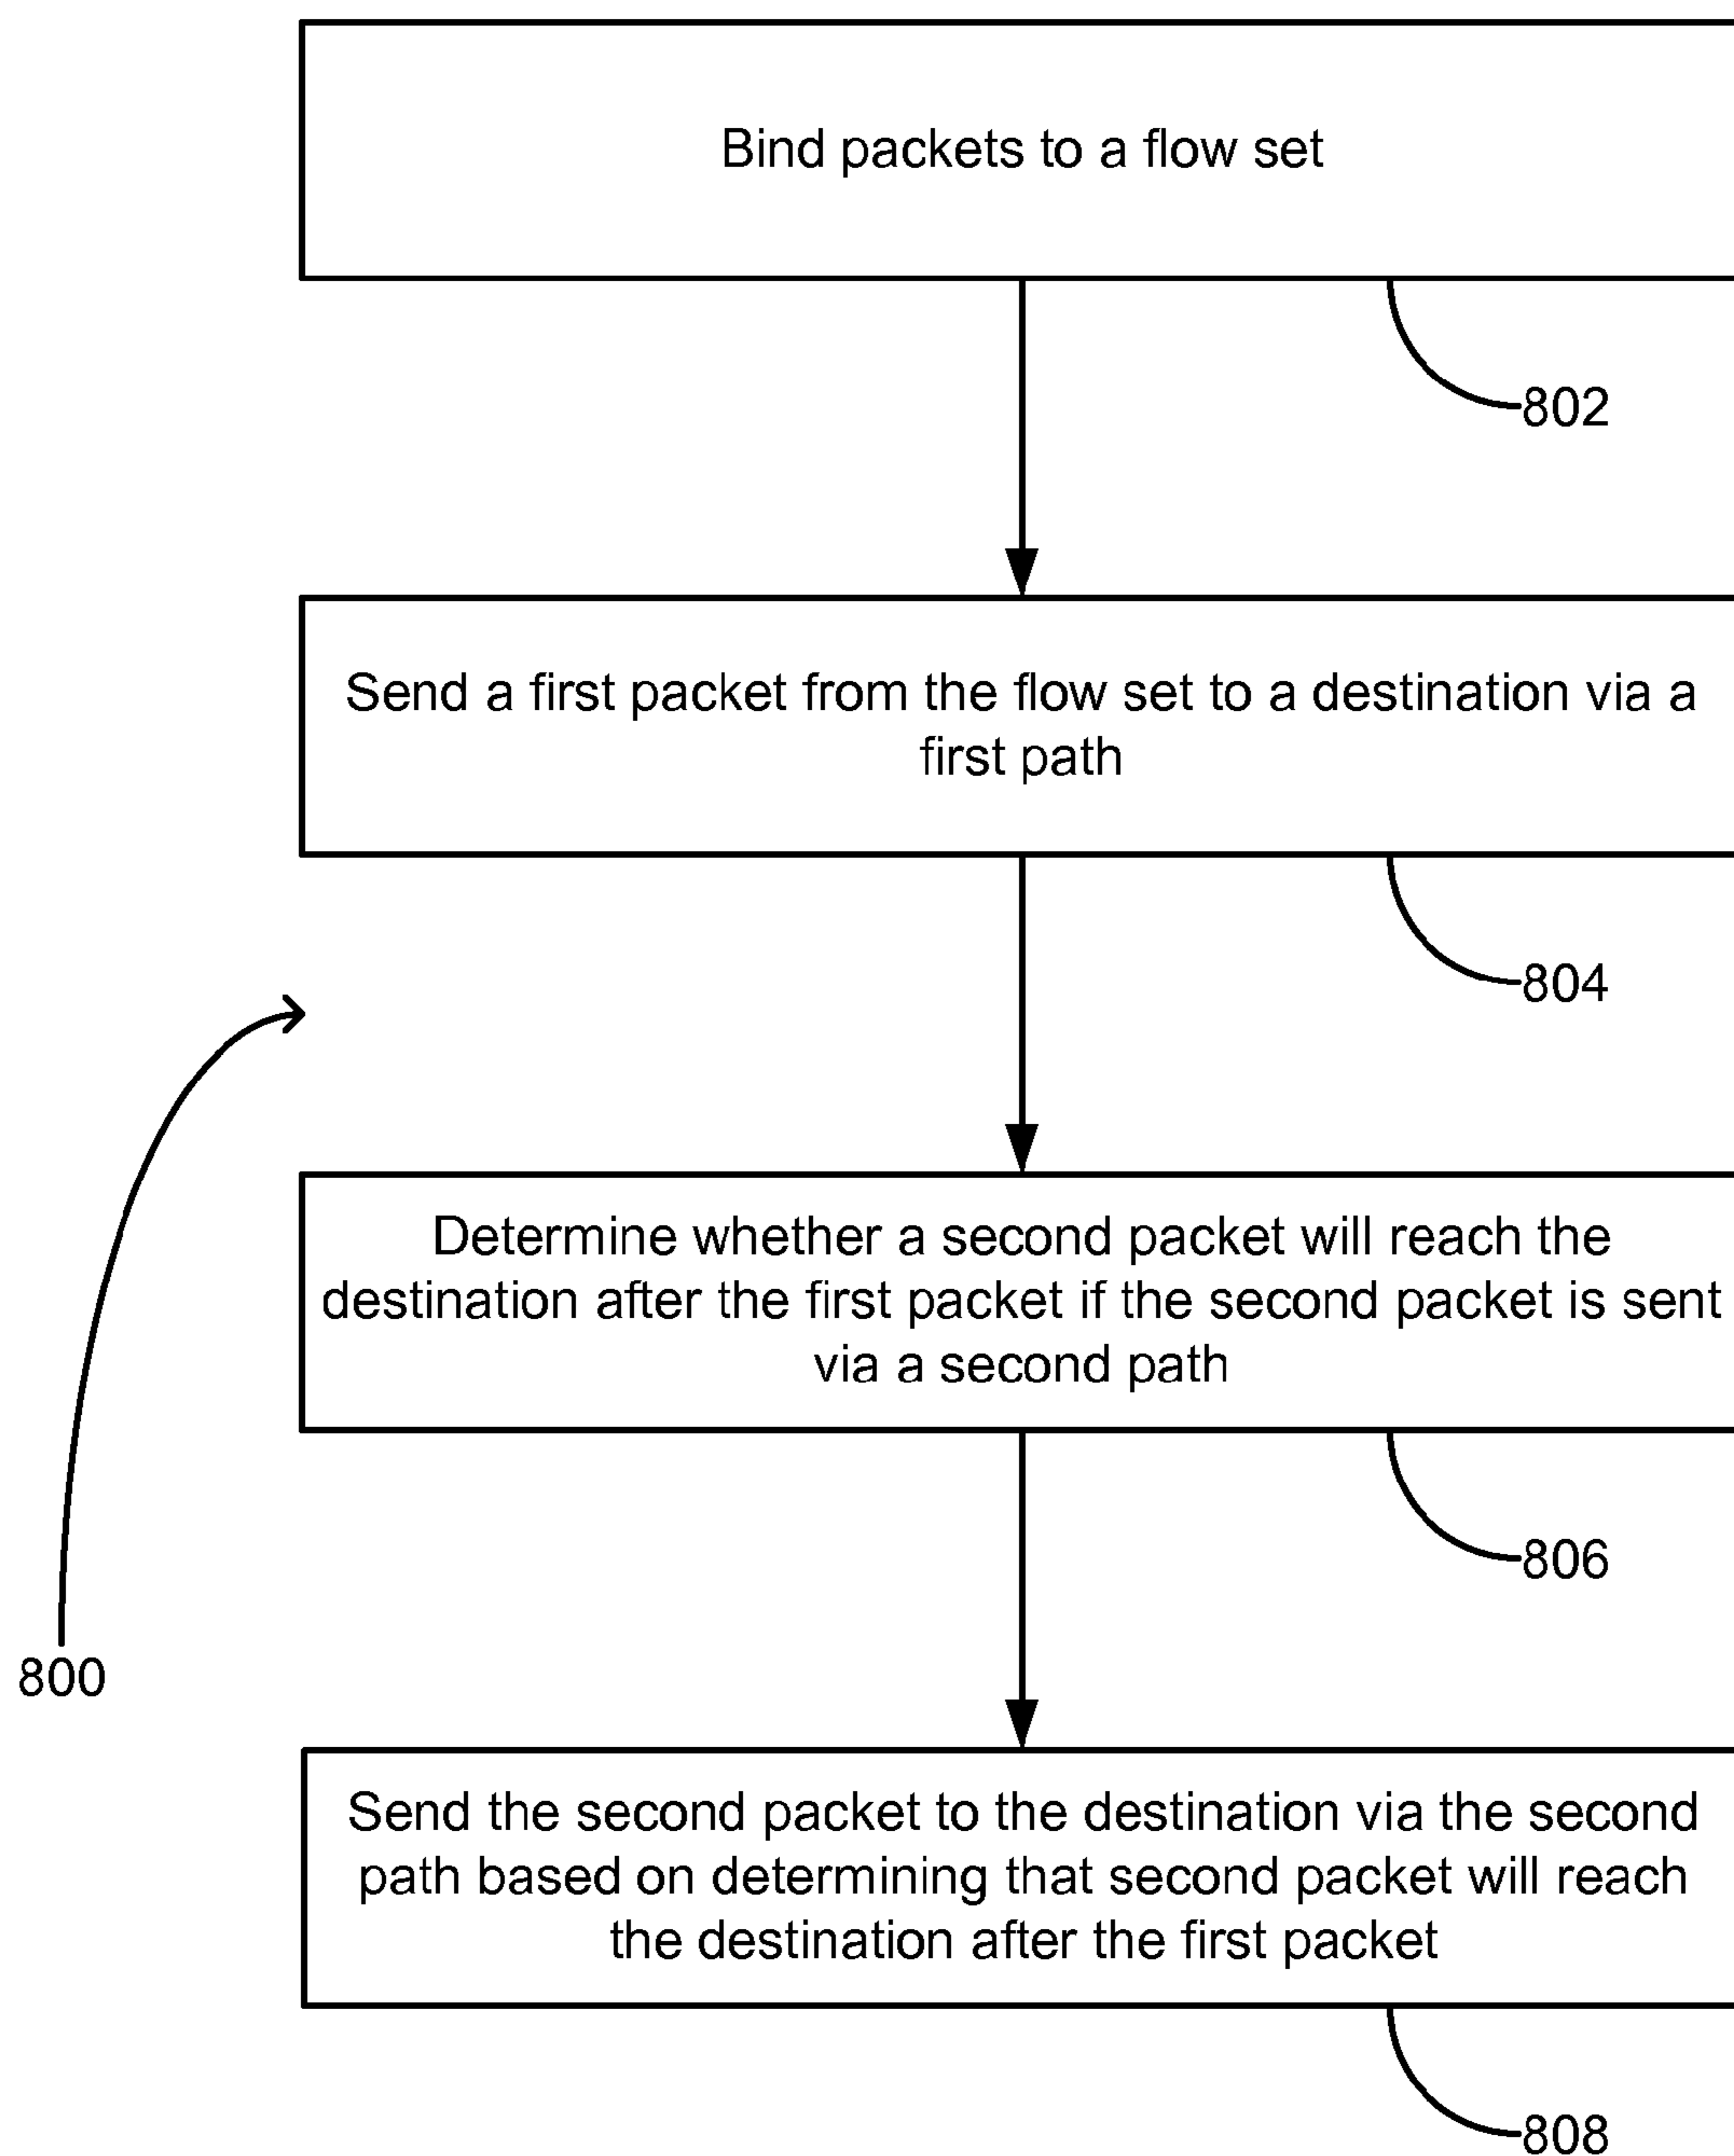 Bind packets to a flow set
802
Send a first packet from the flow set to a destination via a
first path
804
Determine whether a second packet will reach the
destination after the first packet if the second packet is sent
via a second path
806
800
Send the second packet to the destination via the second
path based on determining that second packet will reach
the destination after the first packet
808